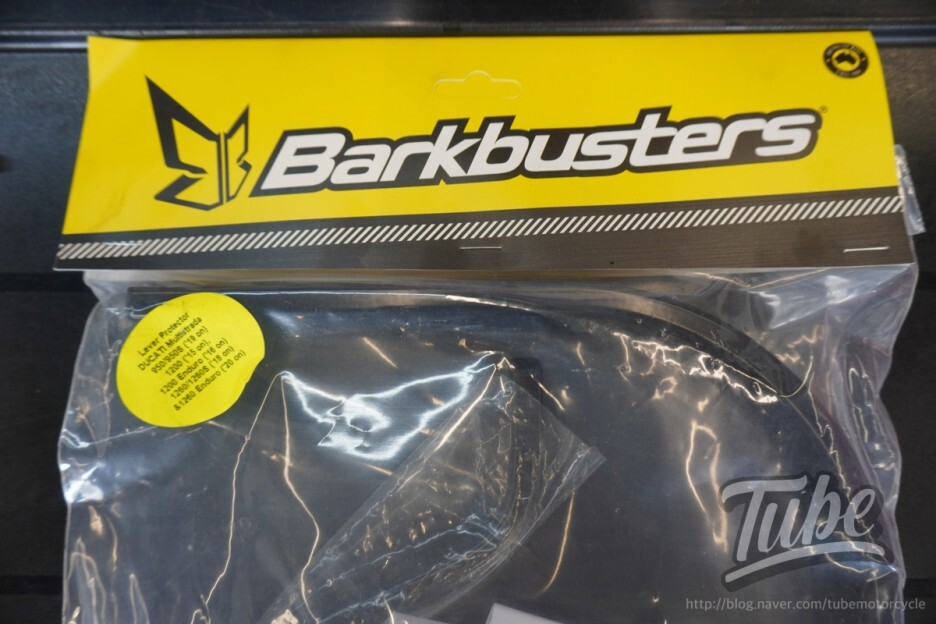 Barkbusters®
Lever Protector
DUCATI Multistrada
950/950S ('19 on)
1200 ('15 on),
1200 Enduro ('16 on)
1260/1260S ('18 on)
&1260 Enduro ('20 on)
Tube
http://blog.naver.com/tubemotorcycle